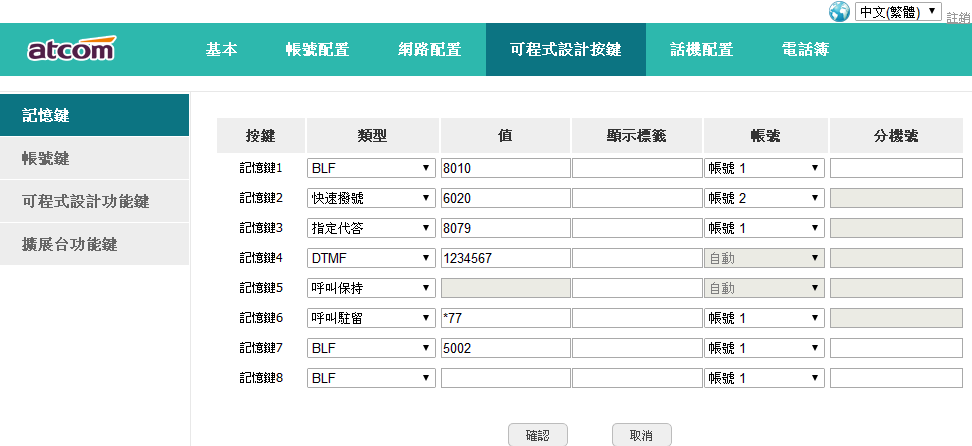 中文(繁體) 註銷
atcom 基本 帳號配置 網路配置 可程式設計按鍵 話機配置 電話簿
記憶鍵
帳號鍵
可程式設計功能鍵
擴展台功能鍵
按鍵 類型 值 顯示標籤 帳號 分機號
記憶鍵1 BLF 8010 帳號 1
記憶鍵2 快速撥號 6020 帳號 2
記憶鍵3 指定代答 8079 帳號 1
記憶鍵4 DTMF 1234567 自動
記憶鍵5 呼叫保持 自動
記憶鍵6 呼叫駐留 *77 帳號 1
記憶鍵7 BLF 5002 帳號 1
記憶鍵8 BLF 帳號 1
確認 取消